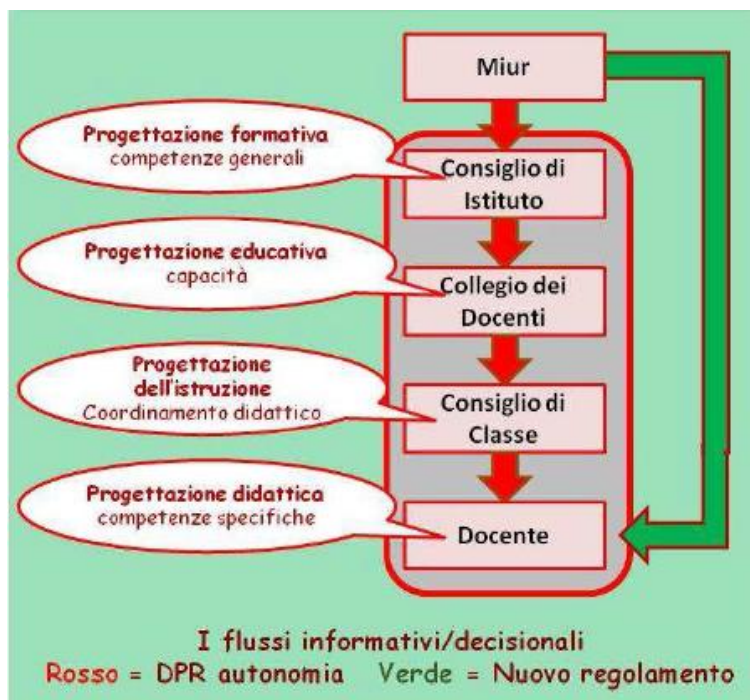 Miur
Progettazione formativa
competenze generali
Consiglio di
Istituto
Progettazione educativa
capacità
Collegio dei
Docenti
Progettazione
dell'istruzione
Coordinamento didattico
Consiglio di
Classe
Progettazione didattica
competenze specifiche
Docente
I flussi informativi/decisionali
Rosso = DPR autonomia Verde = Nuovo regolamento